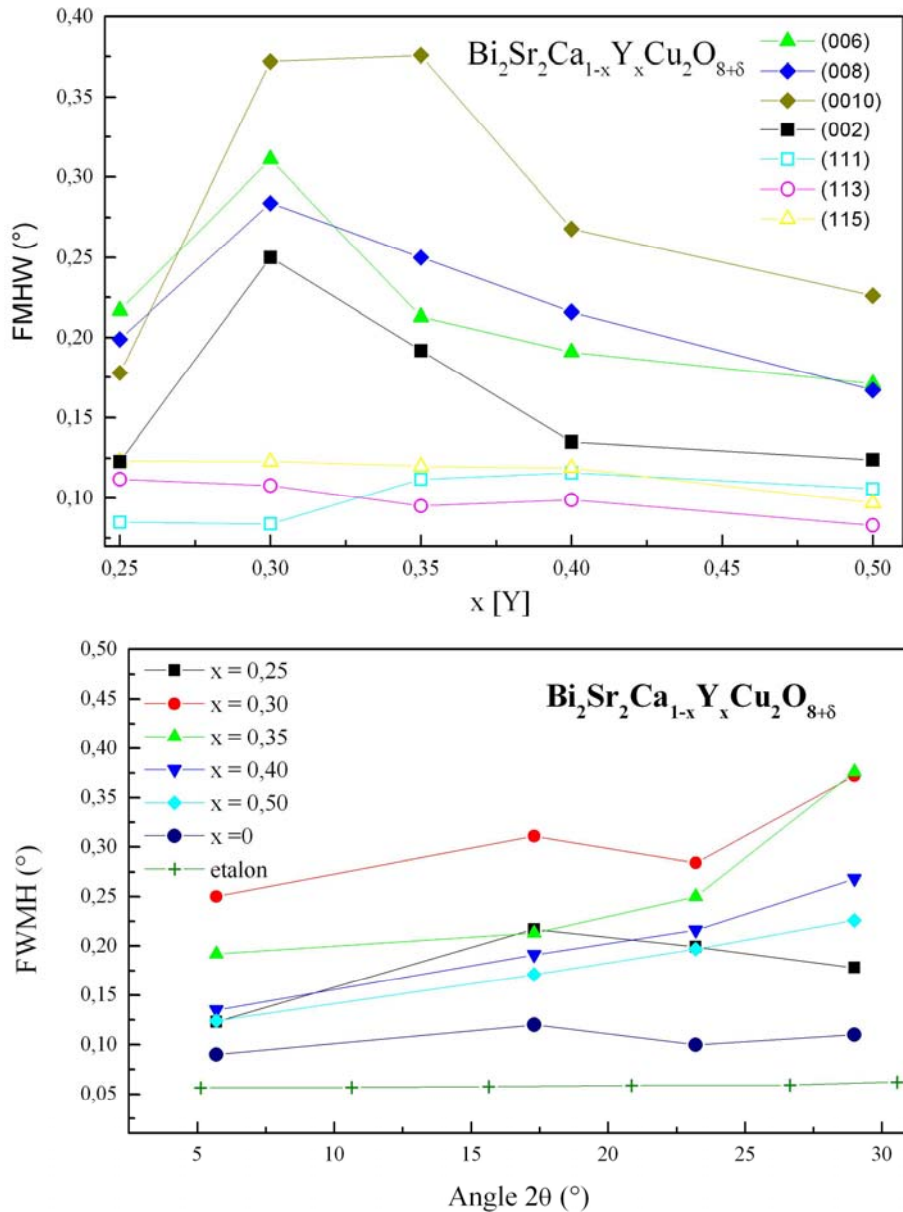 Bi₂Sr₂Ca₁₋ₓYₓCu₂O₈₊δ
(006)
(008)
(0010)
(002)
(111)
(113)
(115)
0,40
0,35
0,30
0,25
0,20
0,15
0,10
FMHW (°)
0,25 0,30 0,35 0,40 0,45 0,50
x [Y]
Bi₂Sr₂Ca₁₋ₓYₓCu₂O₈₊δ
x = 0,25
x = 0,30
x = 0,35
x = 0,40
x = 0,50
x =0
etalon
0,50
0,45
0,40
0,35
0,30
0,25
0,20
0,15
0,10
0,05
FWMH (°)
5 10 15 20 25 30
Angle 2θ (°)